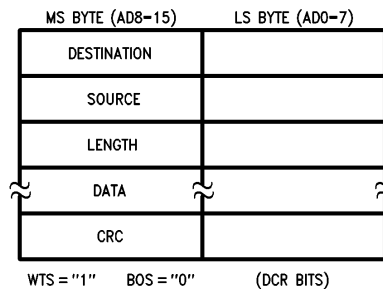 MS BYTE (AD8-15) LS BYTE (AD0-7)
DESTINATION
SOURCE
LENGTH
DATA
CRC
WTS = "1" BOS = "0" (DCR BITS)